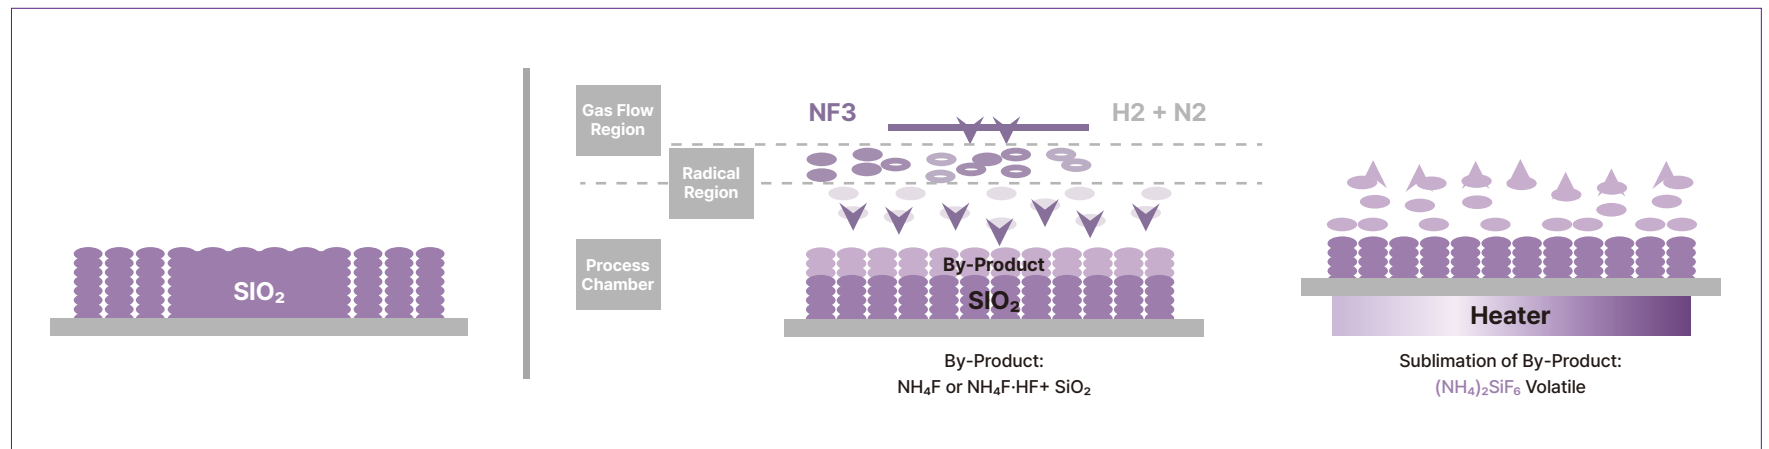 SIO₂
Gas Flow
Region
NF3
H2 + N2
Radical
Region
Process
Chamber
By-Product
SIO₂
By-Product:
NH₄F or NH₄F·HF+ SiO₂
Heater
Sublimation of By-Product:
(NH₄)₂SiF₆ Volatile